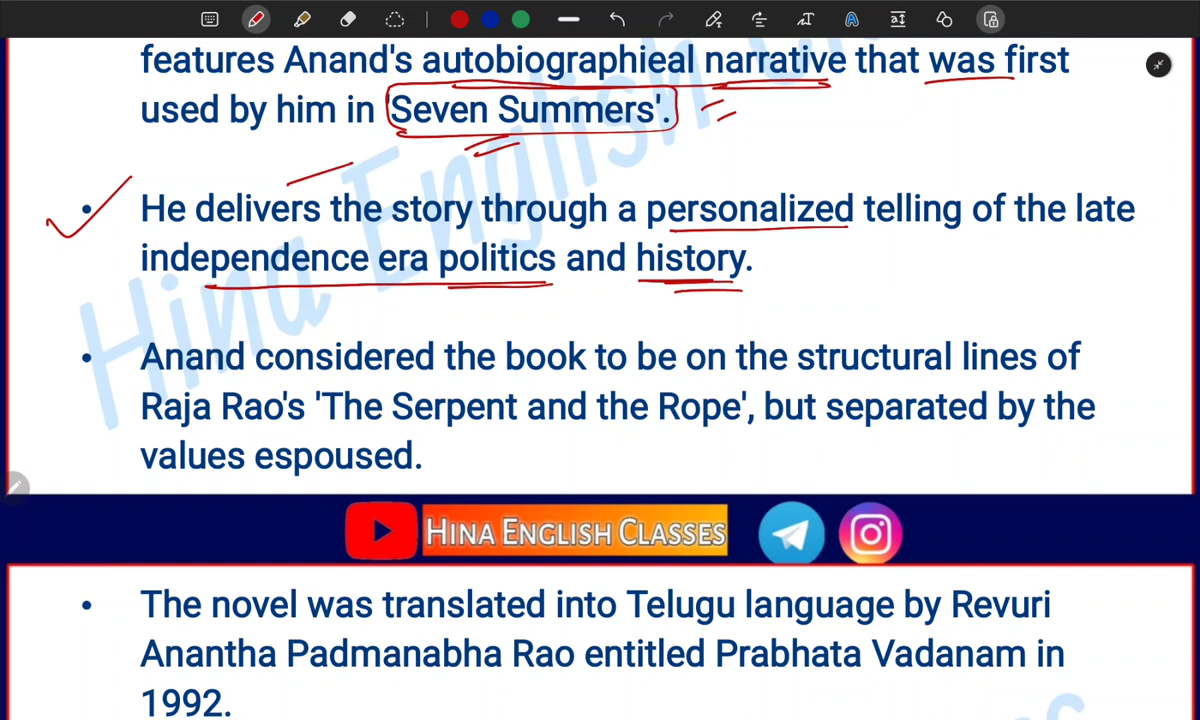 features Anand's autobiographieal narrative that was first
used by him in 'Seven Summers'.
• He delivers the story through a personalized telling of the late
independence era politics and history.
• Anand considered the book to be on the structural lines of
Raja Rao's 'The Serpent and the Rope', but separated by the
values espoused.
HINA ENGLISH CLASSES
• The novel was translated into Telugu language by Revuri
Anantha Padmanabha Rao entitled Prabhata Vadanam in
1992.